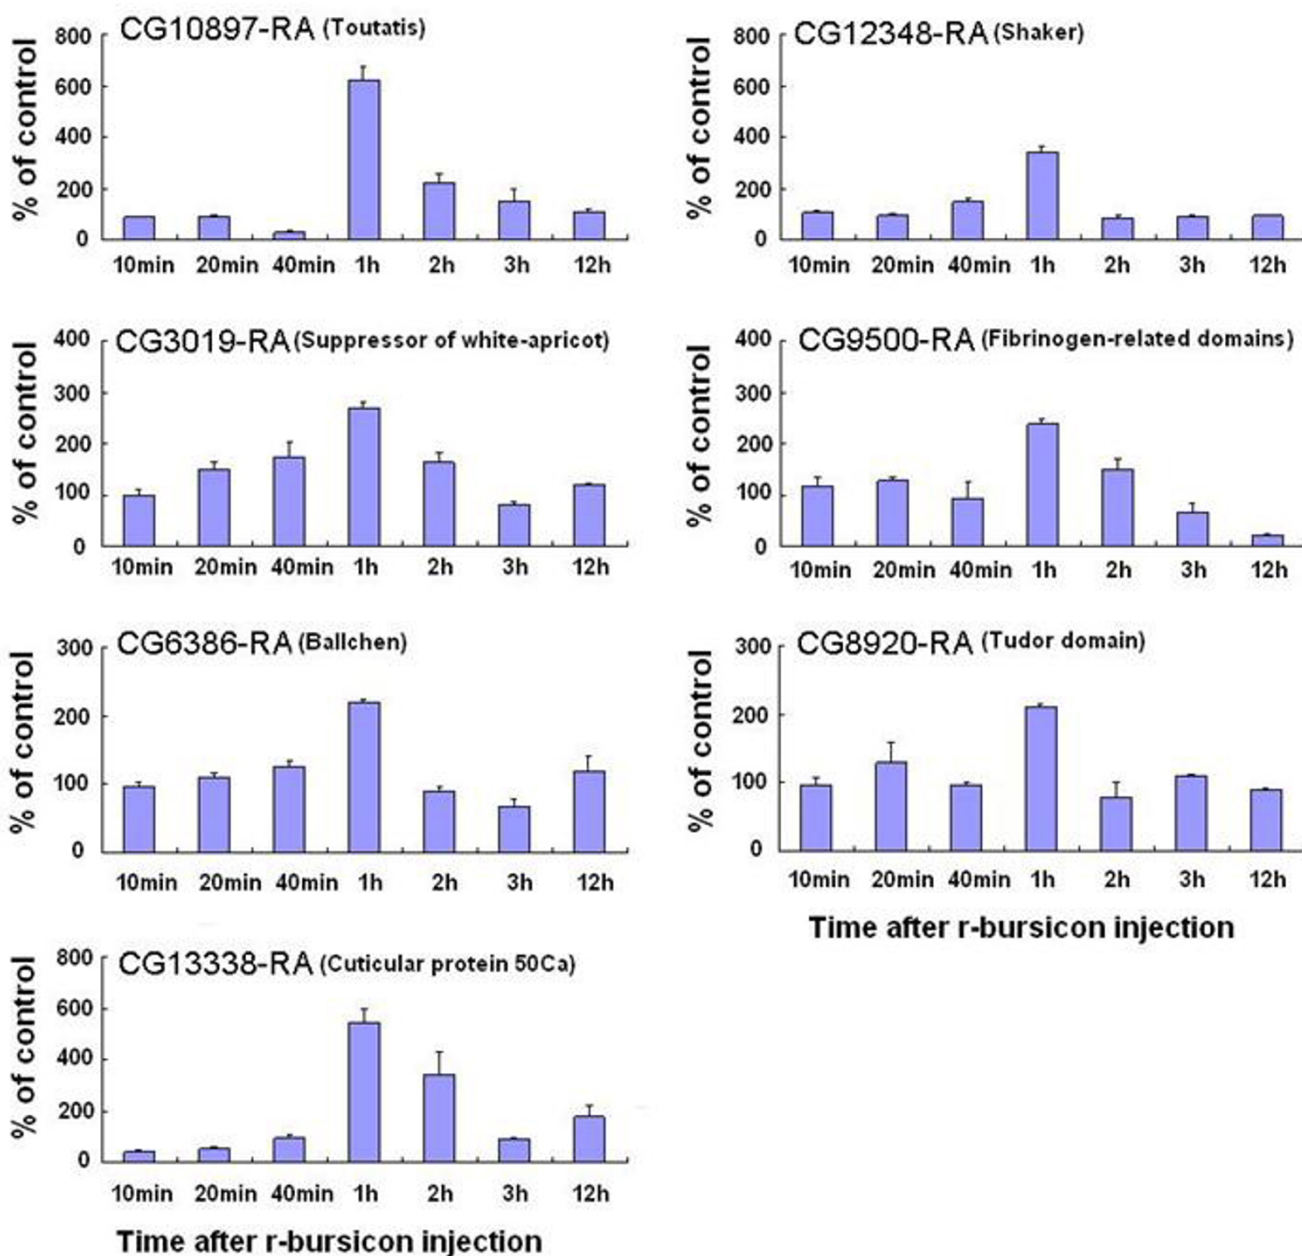 CG10897-RA (Toutatis)
% of control
800
600
400
200
0
10min 20min 40min 1h 2h 3h 12h
CG12348-RA (Shaker)
% of control
800
600
400
200
0
10min 20min 40min 1h 2h 3h 12h
CG3019-RA (Suppressor of white-apricot)
% of control
400
300
200
100
0
10min 20min 40min 1h 2h 3h 12h
CG9500-RA (Fibrinogen-related domains)
% of control
400
300
200
100
0
10min 20min 40min 1h 2h 3h 12h
CG6386-RA (Ballchen)
% of control
300
200
100
0
10min 20min 40min 1h 2h 3h 12h
CG8920-RA (Tudor domain)
% of control
300
200
100
0
10min 20min 40min 1h 2h 3h 12h
Time after r-bursicon injection
CG13338-RA (Cuticular protein 50Ca)
% of control
800
600
400
200
0
10min 20min 40min 1h 2h 3h 12h
Time after r-bursicon injection